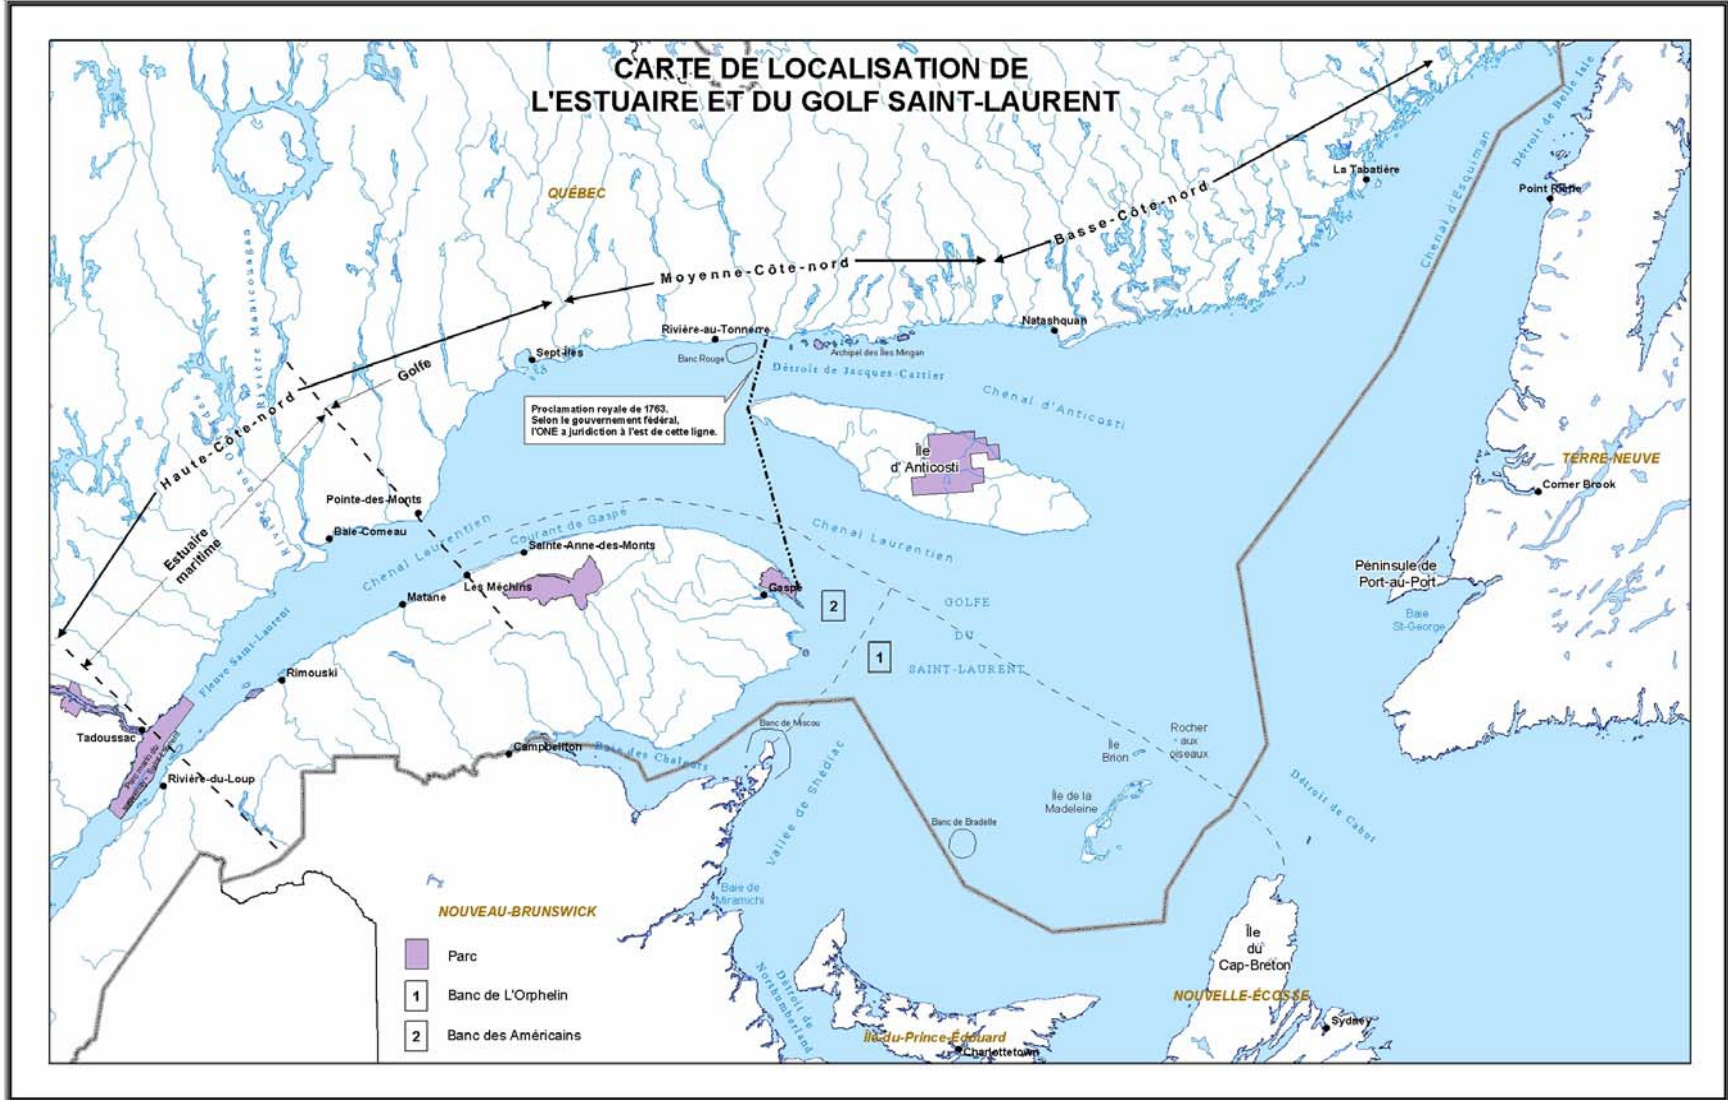 CARTE DE LOCALISATION DE
L'ESTUAIRE ET DU GOLF SAINT-LAURENT
QUÉBEC
Détroit de Belle Isle
Chenal d'Esquiman
La Tabatière
Point Riche
Basse-Côte-nord
Moyenne-Côte-nord
Haute-Côte-nord
Golfe
Estuaire
maritime
Rivière Manicouagan
Rivière-au-Tonnerre
Natashquan
Sept-Iles
Banc Rouge
Archipel des Îles Mingan
Détroit de Jacques-Cartier
Chenal d'Anticosti
Proclamation royale de 1763.
Selon le gouvernement fédéral,
l'ONE a juridiction à l'est de cette ligne.
Île
d' Anticosti
TERRE-NEUVE
Corner Brook
Pointe-des-Monts
Baie-Comeau
Chenal Laurentien
Courant de Gaspé
Chenal Laurentien
Sainte-Anne-des-Monts
Les Méchins
Matane
Gaspé
2
1
GOLFE
DU
SAINT-LAURENT
Péninsule de
Port-au-Port
Baie
St-George
Fleuve Saint-Laurent
Rimouski
Tadoussac
Rivière-du-Loup
Campbellton
Baie des Chaleurs
Banc de Miscou
Vallée de Shédiac
Île
Brion
Rocher
aux
oiseaux
Île de la
Madeleine
Banc de Bradelle
Détroit de Cabot
Baie de
Miramichi
NOUVEAU-BRUNSWICK
Détroit de
Northumberland
Île
du
Cap-Breton
NOUVELLE-ÉCOSSE
Sydney
Île-du-Prince-Édouard
Charlottetown
Parc
1 Banc de L'Orphelin
2 Banc des Américains